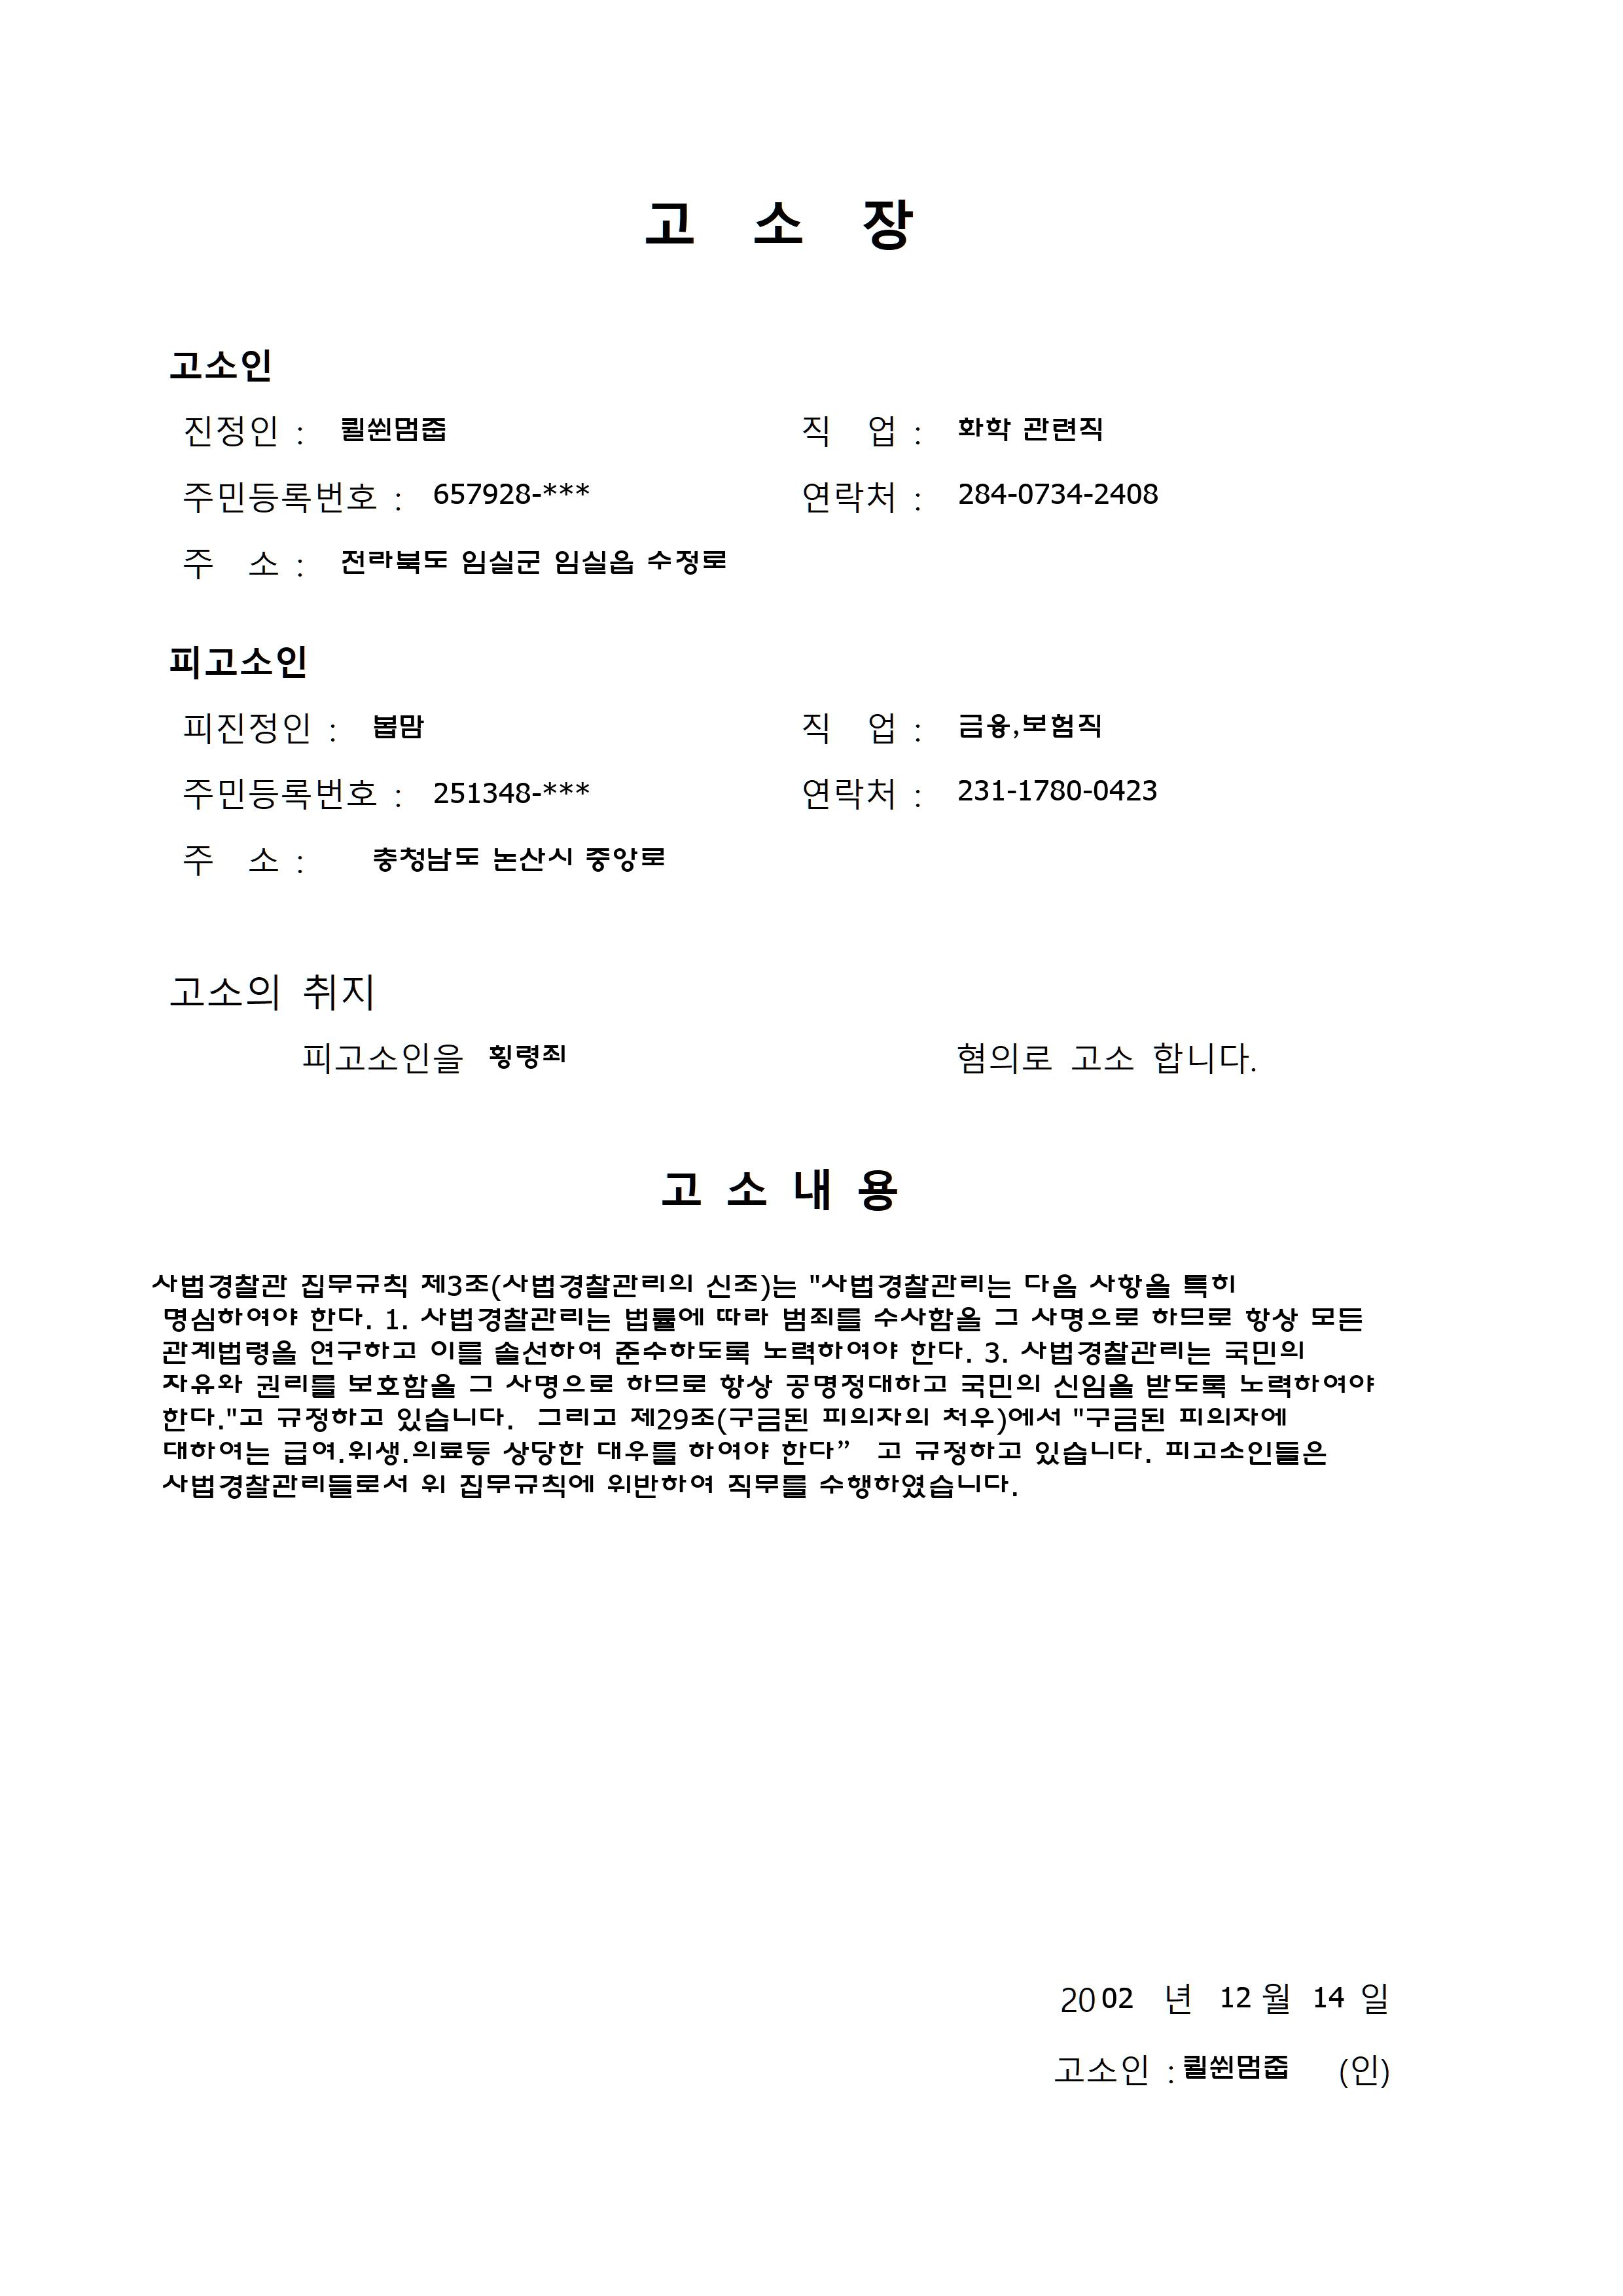 고 소 장
고소인
진정인 : 퀼쒼멈줍 직 업 : 화학 관련직
주민등록번호 : 657928-*** 연락처 : 284-0734-2408
주 소 : 전라북도 임실군 임실읍 수정로
피고소인
피진정인 : 봅맘 직 업 : 금융,보험직
주민등록번호 : 251348-*** 연락처 : 231-1780-0423
주 소 : 충청남도 논산시 중앙로
고소의 취지
피고소인을 횡령죄 혐의로 고소 합니다.
고 소 내 용
사법경찰관 집무규칙 제3조(사법경찰관리의 신조)는 "사법경찰관리는 다음 사항을 특히
명심하여야 한다. 1. 사법경찰관리는 법률에 따라 범죄를 수사함을 그 사명으로 하므로 항상 모든
관계법령을 연구하고 이를 솔선하여 준수하도록 노력하여야 한다. 3. 사법경찰관리는 국민의
자유와 권리를 보호함을 그 사명으로 하므로 항상 공명정대하고 국민의 신임을 받도록 노력하여야
한다."고 규정하고 있습니다. 그리고 제29조(구금된 피의자의 처우)에서 "구금된 피의자에
대하여는 급여.위생.의료등 상당한 대우를 하여야 한다” 고 규정하고 있습니다. 피고소인들은
사법경찰관리들로서 위 집무규칙에 위반하여 직무를 수행하였습니다.
2002 년 12 월 14 일
고소인 : 퀼쒼멈줍 (인)